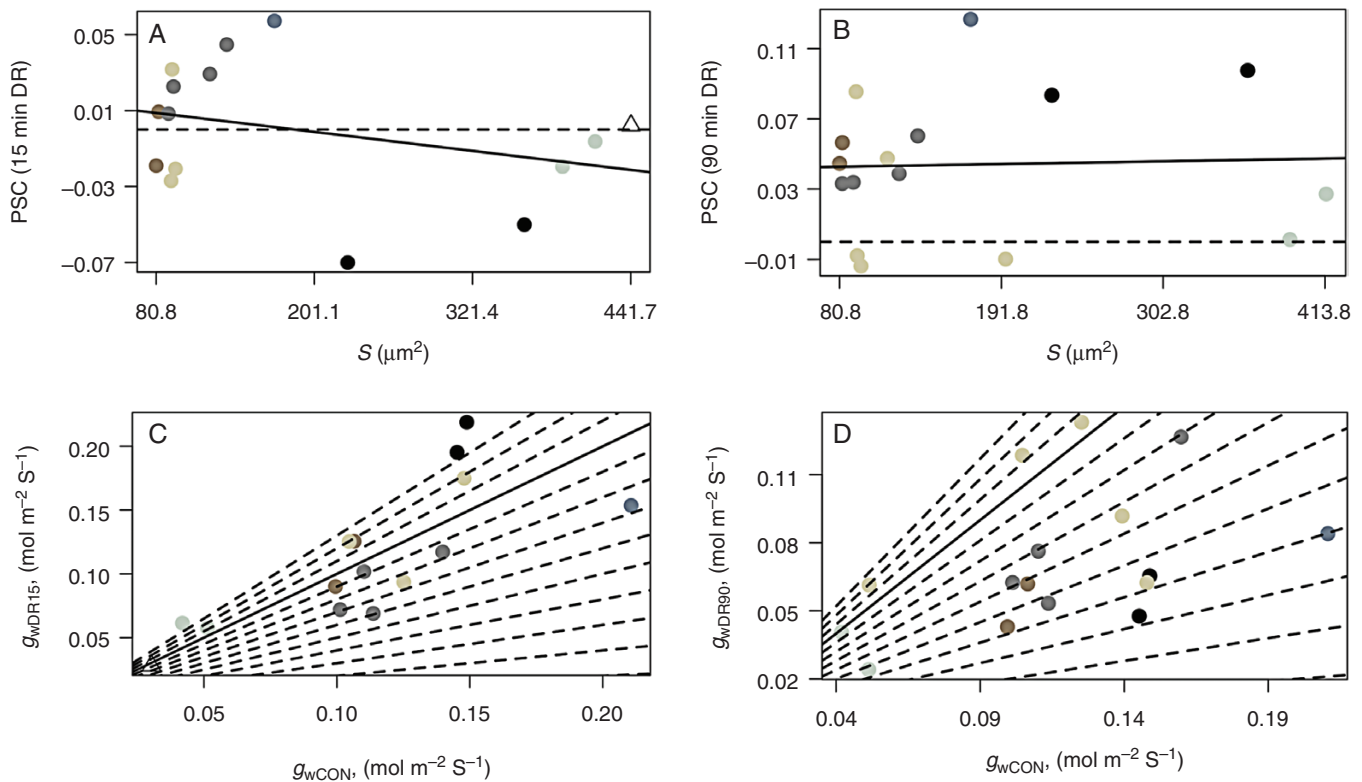 A
PSC (15 min DR)
0.05
0.01
−0.03
−0.07
80.8 201.1 321.4 441.7
S (μm²)
B
PSC (90 min DR)
0.11
0.07
0.03
−0.01
80.8 191.8 302.8 413.8
S (μm²)
C
gwDR15, (mol m⁻² S⁻¹)
0.20
0.15
0.10
0.05
0.05 0.10 0.15 0.20
gwCON, (mol m⁻² S⁻¹)
D
gwDR90, (mol m⁻² S⁻¹)
0.11
0.08
0.05
0.02
0.04 0.09 0.14 0.19
gwCON, (mol m⁻² S⁻¹)